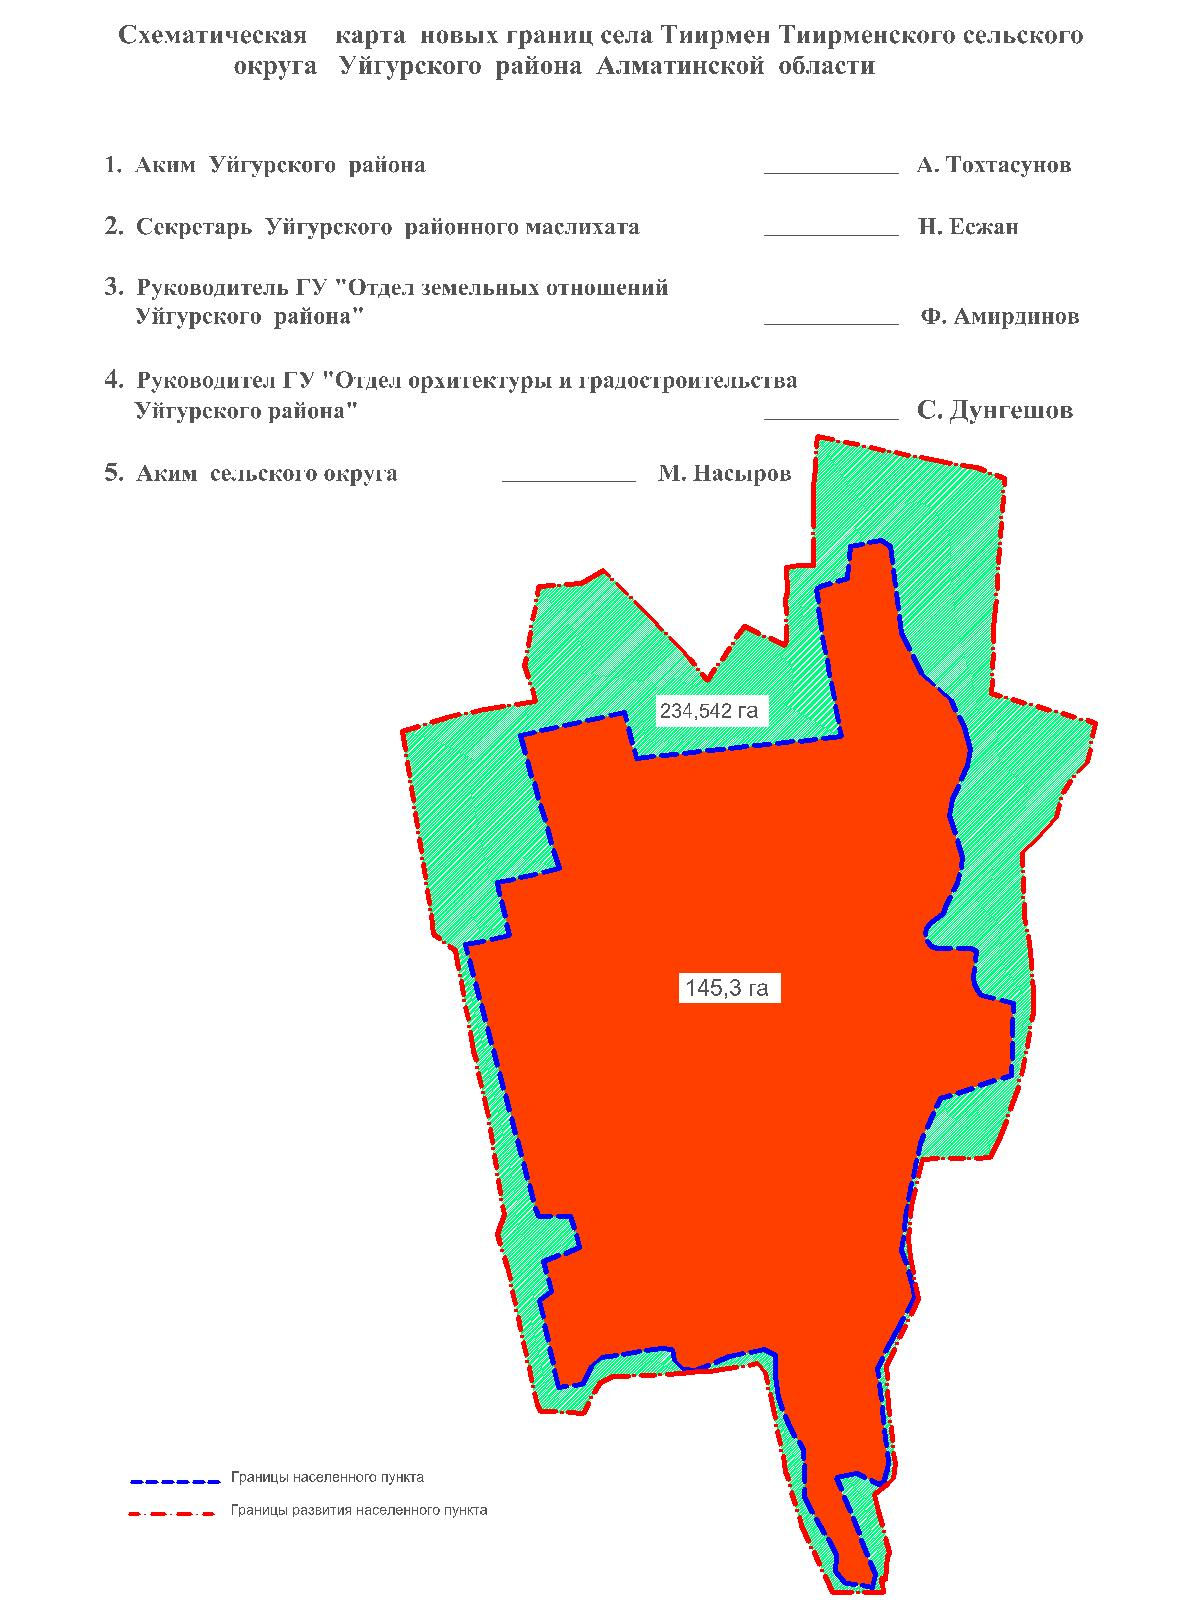 Схематическая карта новых границ села Тиирмен Тиирменского сельского
округа Уйгурского района Алматинской области
1. Аким Уйгурского района ___________ А. Тохтасунов
2. Секретарь Уйгурского районного маслихата ___________ Н. Есжан
3. Руководитель ГУ "Отдел земельных отношений
Уйгурского района" ___________ Ф. Амирдинов
4. Руководител ГУ "Отдел орхитектуры и градостроительства
Уйгурского района" ___________ С. Дунгешов
5. Аким сельского округа ___________ М. Насыров
234,542 га
145,3 га
Границы населенного пункта
Границы развития населенного пункта